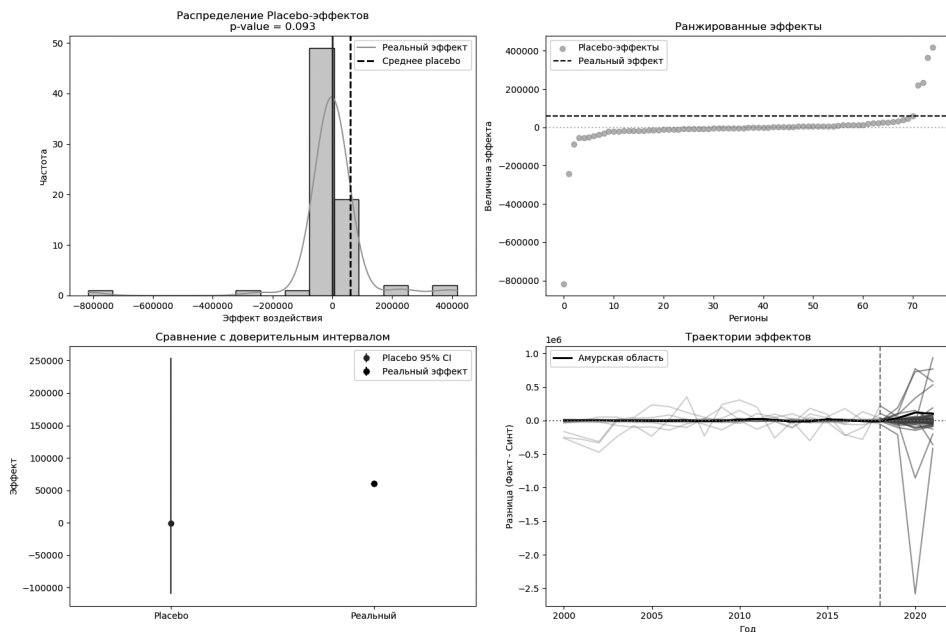 Распределение Placebo-эффектов
p-value = 0.093
Частота
50
40
30
20
10
0
Реальный эффект
Среднее placebo
−800000 −600000 −400000 −200000 0 200000 400000
Эффект воздействия
Ранжированные эффекты
Величина эффекта
400000
200000
0
−200000
−400000
−600000
−800000
Placebo-эффекты
Реальный эффект
0 10 20 30 40 50 60 70
Регионы
Сравнение с доверительным интервалом
Эффект
250000
200000
150000
100000
50000
0
−50000
−100000
Placebo 95% CI
Реальный эффект
Placebo Реальный
Траектории эффектов
1e6
Разница (Факт - Синт)
1.0
0.5
0.0
−0.5
−1.0
−1.5
−2.0
−2.5
Амурская область
2000 2005 2010 2015 2020
Год